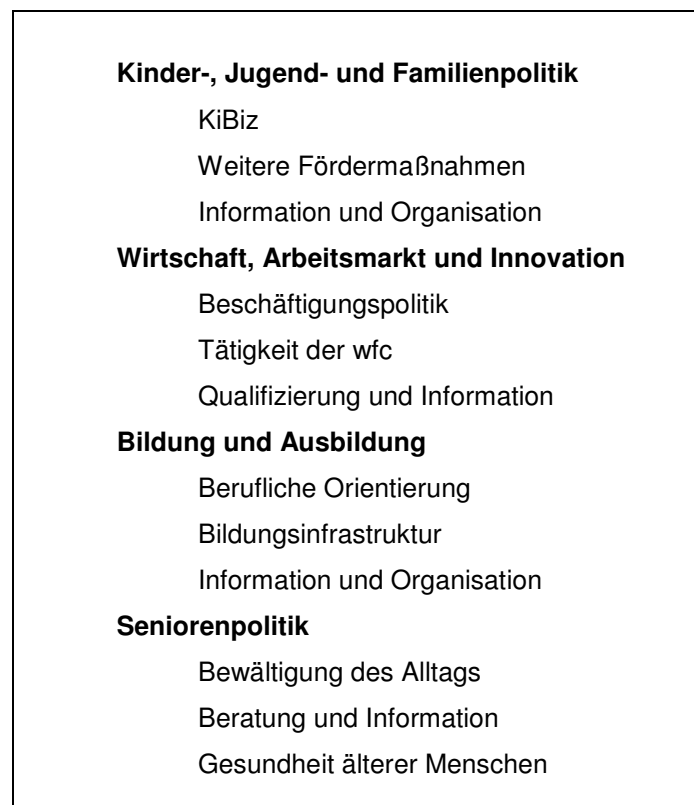 Kinder-, Jugend- und Familienpolitik
KiBiz
Weitere Fördermaßnahmen
Information und Organisation
Wirtschaft, Arbeitsmarkt und Innovation
Beschäftigungspolitik
Tätigkeit der wfc
Qualifizierung und Information
Bildung und Ausbildung
Berufliche Orientierung
Bildungsinfrastruktur
Information und Organisation
Seniorenpolitik
Bewältigung des Alltags
Beratung und Information
Gesundheit älterer Menschen